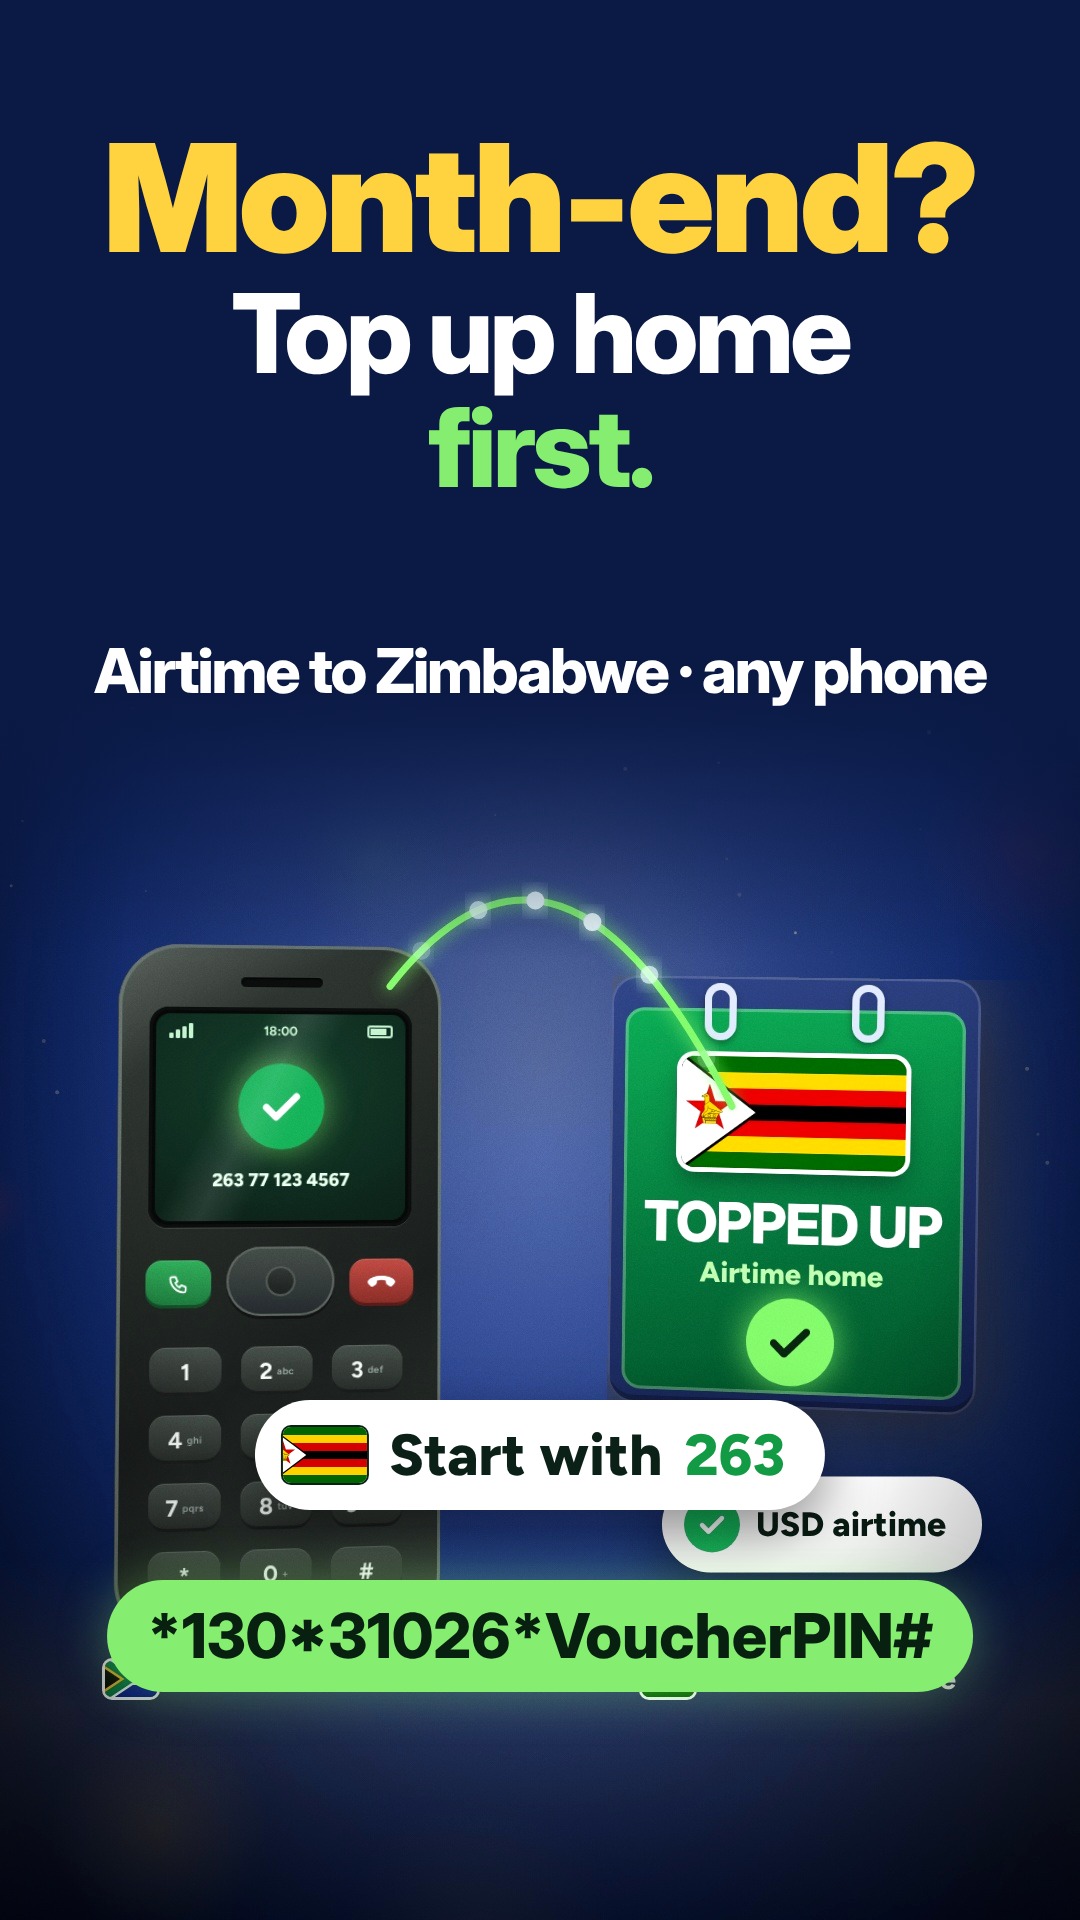 Month-end?
Top up home
first.
Airtime to Zimbabwe · any phone
18:00
263 77 123 4567
TOPPED UP
Airtime home
1
2 abc
3 def
4 ghi
Start with 263
7 pqrs
8
USD airtime
*
0 +
#
*130*31026*VoucherPIN#